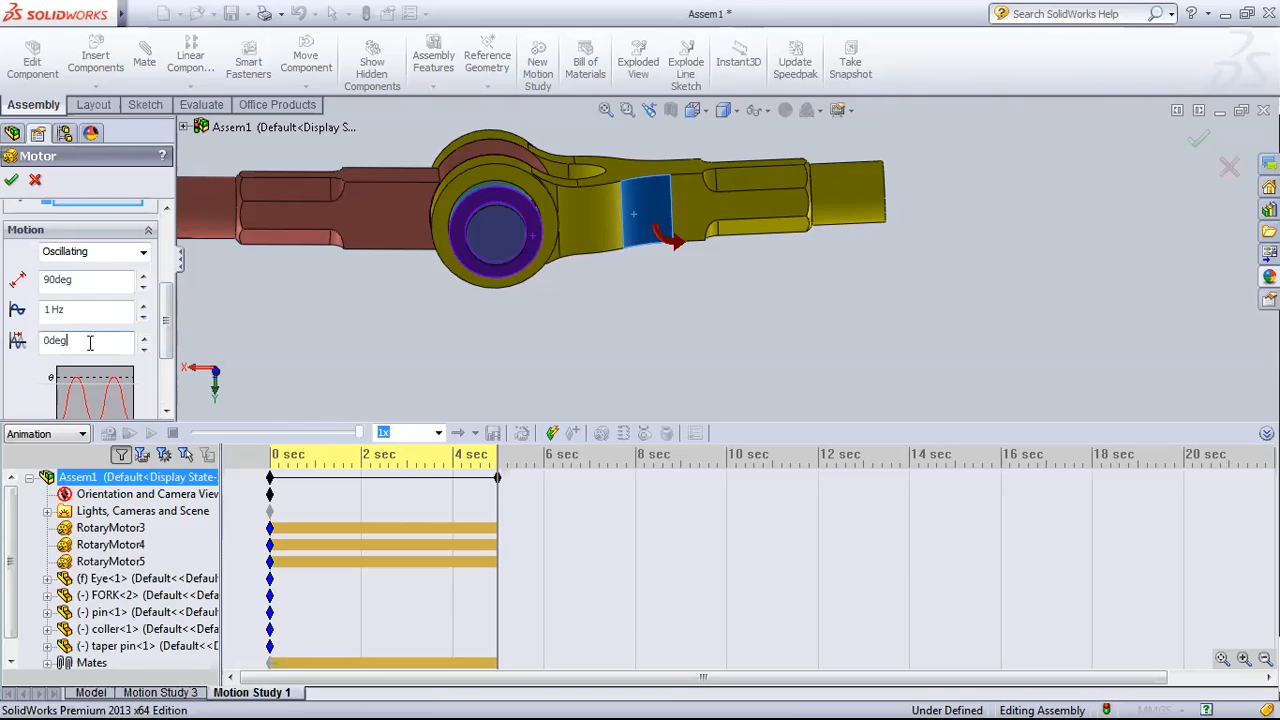 SOLIDWORKS
Assem1 *
Search SolidWorks Help
Edit Component
Insert Components
Mate
Linear Compon...
Smart Fasteners
Move Component
Show Hidden Components
Assembly Features
Reference Geometry
New Motion Study
Bill of Materials
Exploded View
Explode Line Sketch
Instant3D
Update Speedpak
Take Snapshot
Assembly
Layout
Sketch
Evaluate
Office Products
Assem1 (Default<Display S...
Motor
?
Motion
Oscillating
90deg
1 Hz
0deg
θ
X
Y
Animation
1x
0 sec
2 sec
4 sec
6 sec
8 sec
10 sec
12 sec
14 sec
16 sec
18 sec
20 sec
Assem1 (Default<Display State-
Orientation and Camera View
Lights, Cameras and Scene
RotaryMotor3
RotaryMotor4
RotaryMotor5
(f) Eye<1> (Default<<Defaul
(-) FORK<2> (Default<<Defau
(-) pin<1> (Default<<Default
(-) coller<1> (Default<<Defau
(-) taper pin<1> (Default<<De
Mates
Model
Motion Study 3
Motion Study 1
SolidWorks Premium 2013 x64 Edition
Under Defined
Editing Assembly
MMGS
?